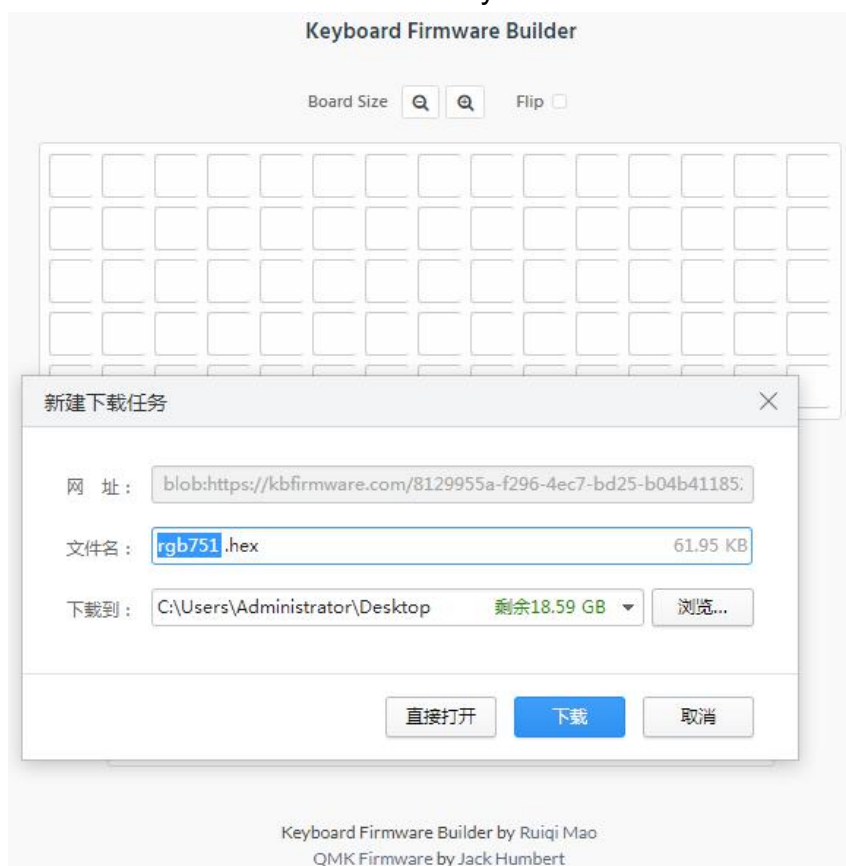 Keyboard Firmware Builder
Board Size Flip
新建下载任务
网 址： blob:https://kbfirmware.com/8129955a-f296-4ec7-bd25-b04b411852
文件名： rgb751 .hex 61.95 KB
下载到： C:\Users\Administrator\Desktop 剩余18.59 GB 浏览...
直接打开 下载 取消
Keyboard Firmware Builder by Ruiqi Mao
QMK Firmware by Jack Humbert